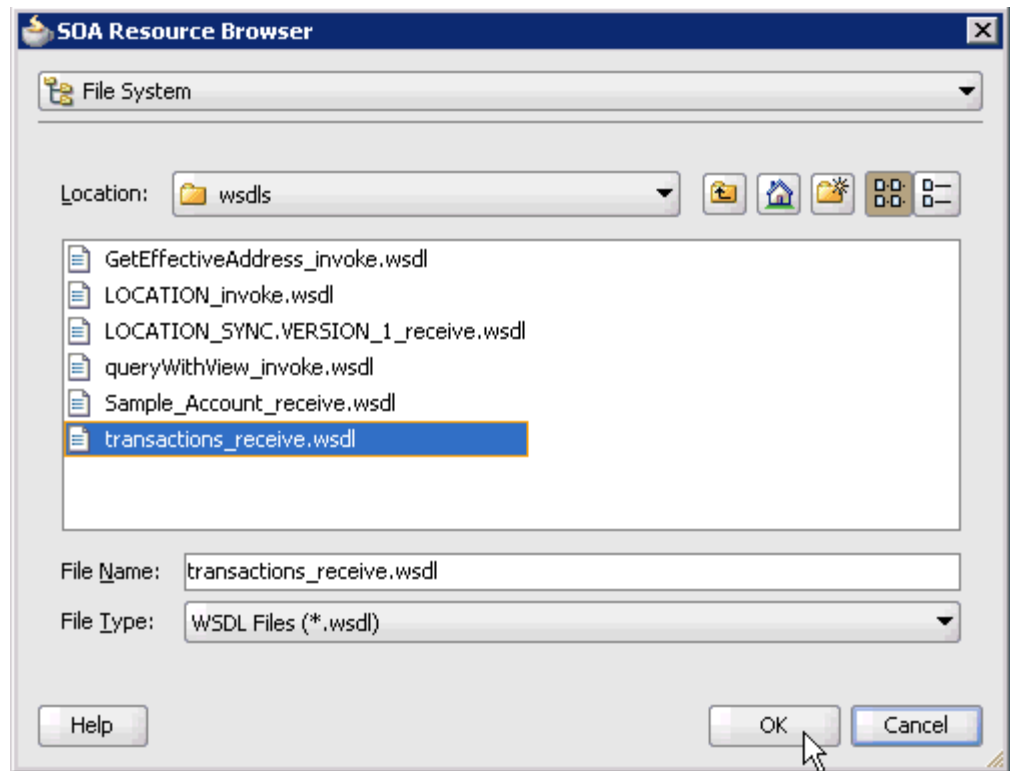 SOA Resource Browser
File System
Location: wsdls
GetEffectiveAddress_invoke.wsdl
LOCATION_invoke.wsdl
LOCATION_SYNC.VERSION_1_receive.wsdl
queryWithView_invoke.wsdl
Sample_Account_receive.wsdl
transactions_receive.wsdl
File Name: transactions_receive.wsdl
File Type: WSDL Files (*.wsdl)
Help OK Cancel